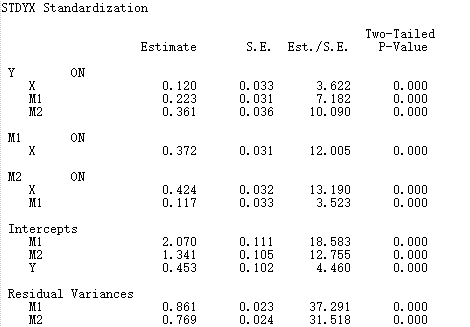 STDYX Standardization
Two-Tailed
Estimate S.E. Est./S.E. P-Value
Y ON
X 0.120 0.033 3.622 0.000
M1 0.223 0.031 7.182 0.000
M2 0.361 0.036 10.090 0.000
M1 ON
X 0.372 0.031 12.005 0.000
M2 ON
X 0.424 0.032 13.190 0.000
M1 0.117 0.033 3.523 0.000
Intercepts
M1 2.070 0.111 18.583 0.000
M2 1.341 0.105 12.755 0.000
Y 0.453 0.102 4.460 0.000
Residual Variances
M1 0.861 0.023 37.291 0.000
M2 0.769 0.024 31.518 0.000